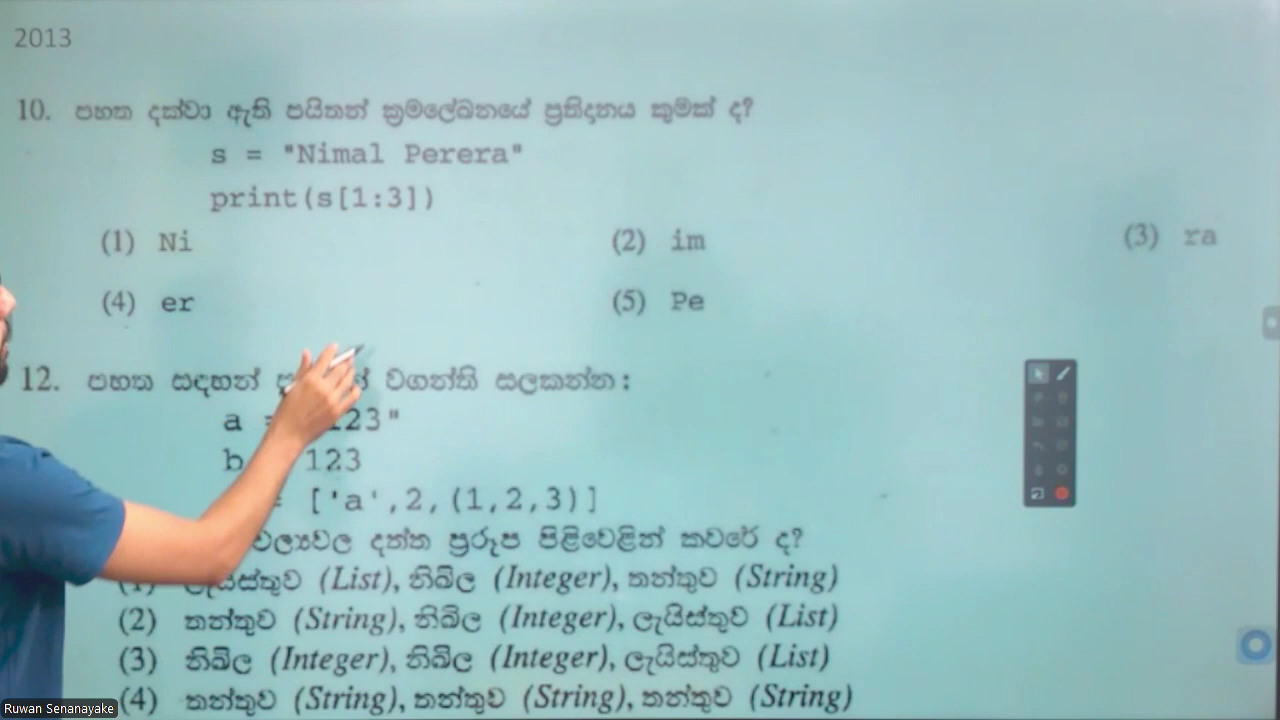 2013
10. පහත දක්වා ඇති පයිතන් ක්‍රමලේඛනයේ ප්‍රතිදානය කුමක් ද?
s = "Nimal Perera"
print(s[1:3])
(1) Ni (2) im (3) ra
(4) er (5) Pe
12. පහත සදහන් වගන්ති සලකන්න :
a = 123"
b 123
= ['a',2,(1,2,3)]
දත්ත ප්‍රරූප පිළිවෙළින් කවරේ ද?
(1) ලැයිස්තුව (List), නිඛිල (Integer), තන්තුව (String)
(2) තන්තුව (String), නිඛිල (Integer), ලැයිස්තුව (List)
(3) නිඛිල (Integer), නිඛිල (Integer), ලැයිස්තුව (List)
(4) තන්තුව (String), තන්තුව (String), තන්තුව (String)
Ruwan Senanayake